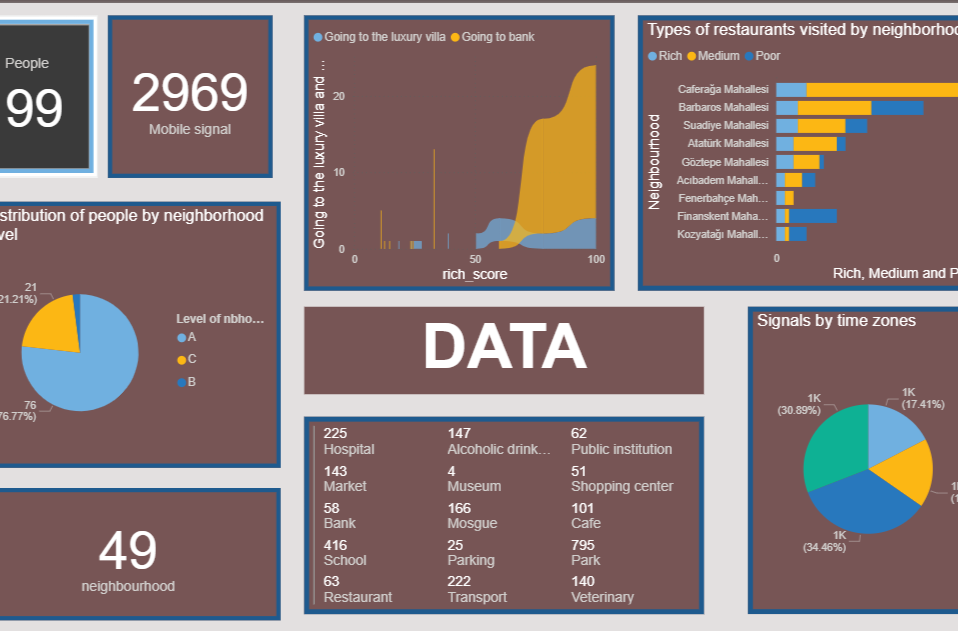 People
99
2969
Mobile signal
Going to the luxury villa Going to bank
Going to the luxury villa and ...
20
10
0
0 50 100
rich_score
Types of restaurants visited by neighborhoo
Rich Medium Poor
Neighbourhood
Caferağa Mahallesi
Barbaros Mahallesi
Suadiye Mahallesi
Atatürk Mahallesi
Göztepe Mahallesi
Acıbadem Mahall...
Fenerbahçe Mah...
Finanskent Maha...
Kozyatağı Mahall...
0
Rich, Medium and P
stribution of people by neighborhood
vel
21
21.21%)
76
76.77%)
Level of nbho...
A
C
B
DATA
Signals by time zones
1K
(30.89%)
1K
(17.41%)
1K
(34.46%)
1
(1
225 147 62
Hospital Alcoholic drink... Public institution
143 4 51
Market Museum Shopping center
58 166 101
Bank Mosgue Cafe
416 25 795
School Parking Park
63 222 140
Restaurant Transport Veterinary
49
neighbourhood